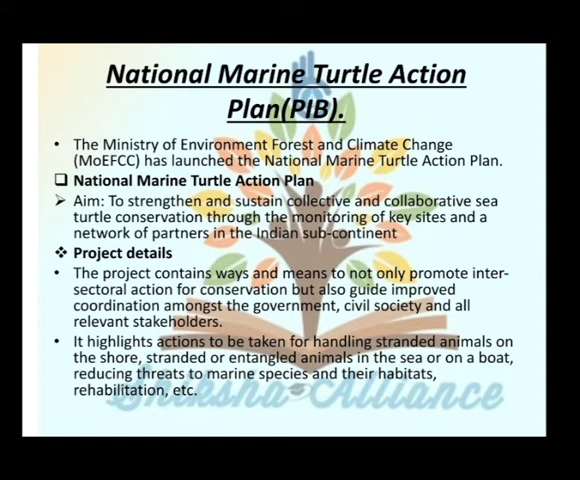 National Marine Turtle Action
Plan(PIB).
• The Ministry of Environment Forest and Climate Change
(MoEFCC) has launched the National Marine Turtle Action Plan.
❑ National Marine Turtle Action Plan
➢ Aim: To strengthen and sustain collective and collaborative sea
turtle conservation through the monitoring of key sites and a
network of partners in the Indian sub-continent
❖ Project details
• The project contains ways and means to not only promote inter-
sectoral action for conservation but also guide improved
coordination amongst the government, civil society and all
relevant stakeholders.
• It highlights actions to be taken for handling stranded animals on
the shore, stranded or entangled animals in the sea or on a boat,
reducing threats to marine species and their habitats,
rehabilitation, etc.
Shiksha Alliance